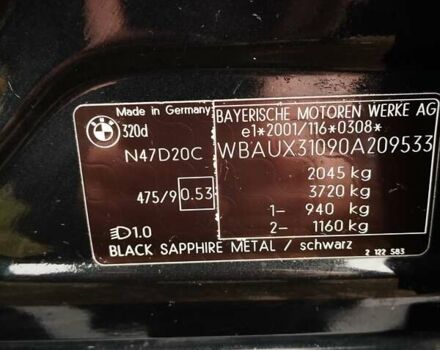 BMW
Made in Germany
320d
N47D20C
475/9 0.53
1.0
BAYERISCHE MOTOREN WERKE AG
e1*2001/116*0308*
WBAUX31090A209533
2045 kg
3720 kg
1- 940 kg
2- 1160 kg
BLACK SAPPHIRE METAL / schwarz
2 122 583